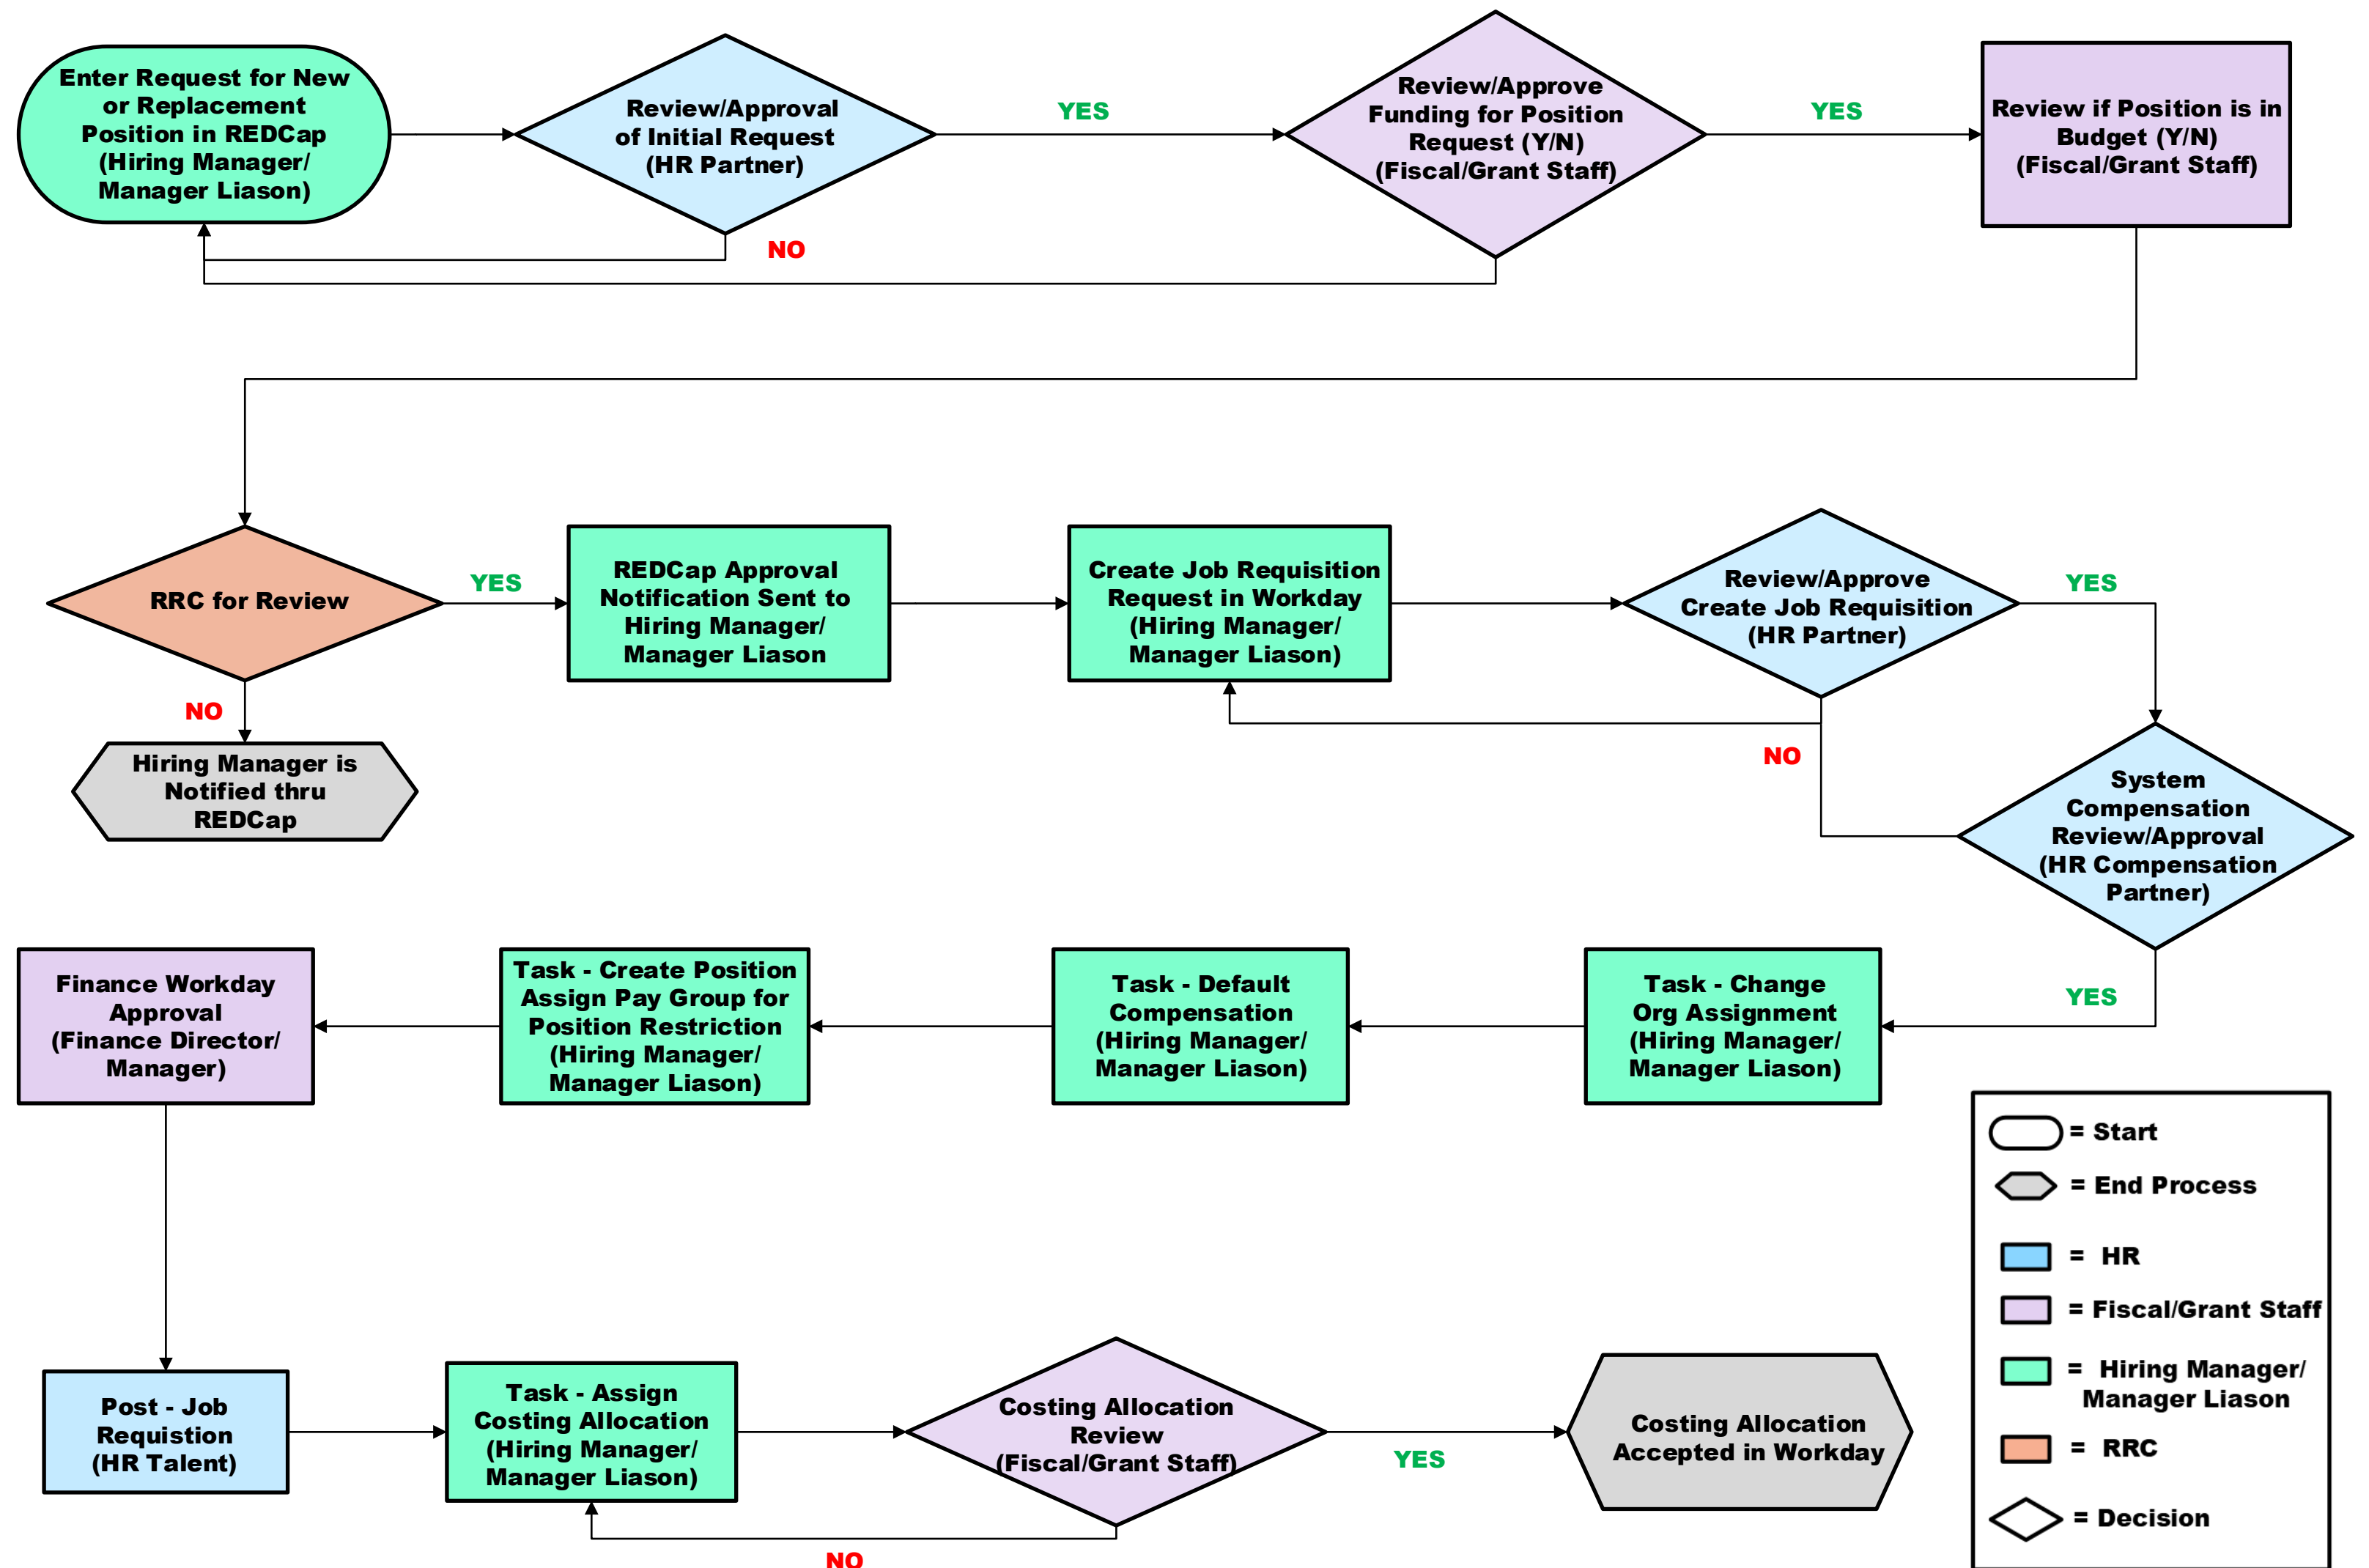 Enter Request for New
or Replacement
Position in REDCap
(Hiring Manager/
Manager Liason)
Review/Approval
of Initial Request
(HR Partner)
YES
Review/Approve
Funding for Position
Request (Y/N)
(Fiscal/Grant Staff)
YES
Review if Position is in
Budget (Y/N)
(Fiscal/Grant Staff)
NO
RRC for Review
YES
REDCap Approval
Notification Sent to
Hiring Manager/
Manager Liason
Create Job Requisition
Request in Workday
(Hiring Manager/
Manager Liason)
Review/Approve
Create Job Requisition
(HR Partner)
YES
NO
Hiring Manager is
Notified thru
REDCap
NO
System
Compensation
Review/Approval
(HR Compensation
Partner)
YES
Task - Change
Org Assignment
(Hiring Manager/
Manager Liason)
Task - Default
Compensation
(Hiring Manager/
Manager Liason)
Task - Create Position
Assign Pay Group for
Position Restriction
(Hiring Manager/
Manager Liason)
Finance Workday
Approval
(Finance Director/
Manager)
Post - Job
Requistion
(HR Talent)
Task - Assign
Costing Allocation
(Hiring Manager/
Manager Liason)
Costing Allocation
Review
(Fiscal/Grant Staff)
YES
Costing Allocation
Accepted in Workday
NO
= Start
= End Process
= HR
= Fiscal/Grant Staff
= Hiring Manager/
Manager Liason
= RRC
= Decision